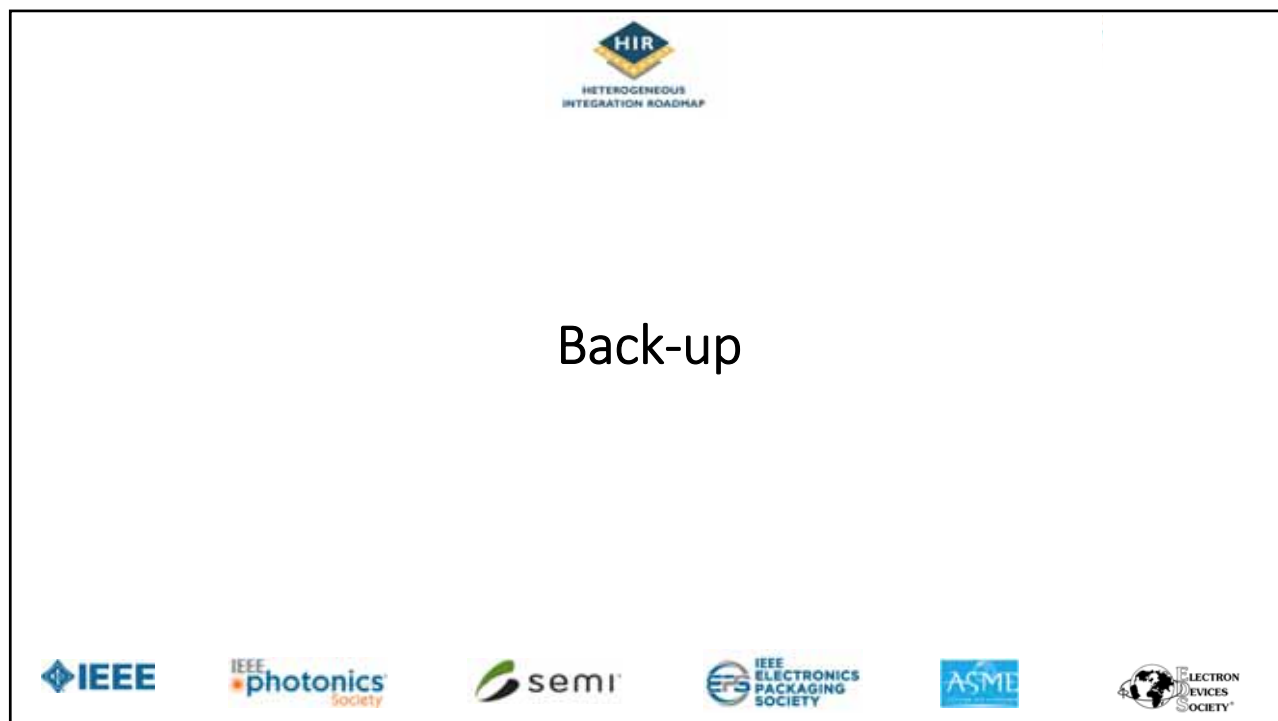 HIR
HETEROGENEOUS
INTEGRATION ROADMAP
Back-up
IEEE
IEEE
photonics
Society
semi
EPS
IEEE
ELECTRONICS
PACKAGING
SOCIETY
ASME
ELECTRON
DEVICES
SOCIETY®